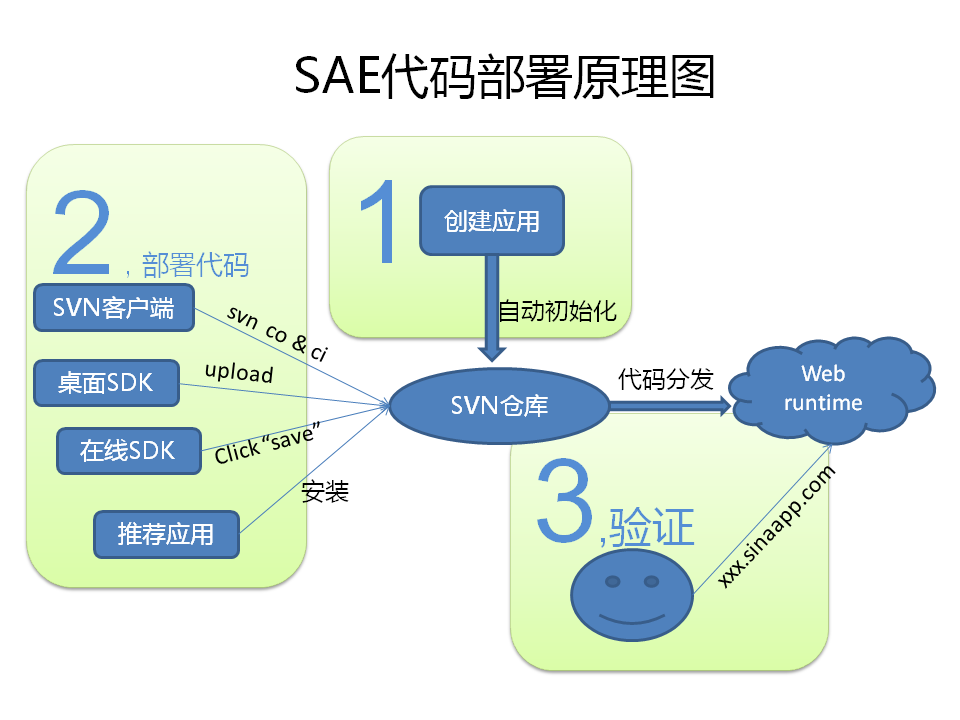 SAE代码部署原理图
1
创建应用
自动初始化
2
，部署代码
SVN客户端
svn co & ci
桌面SDK
upload
在线SDK
Click “save”
推荐应用
安装
SVN仓库
代码分发
Web
runtime
3
,验证
xxx.sinaapp.com